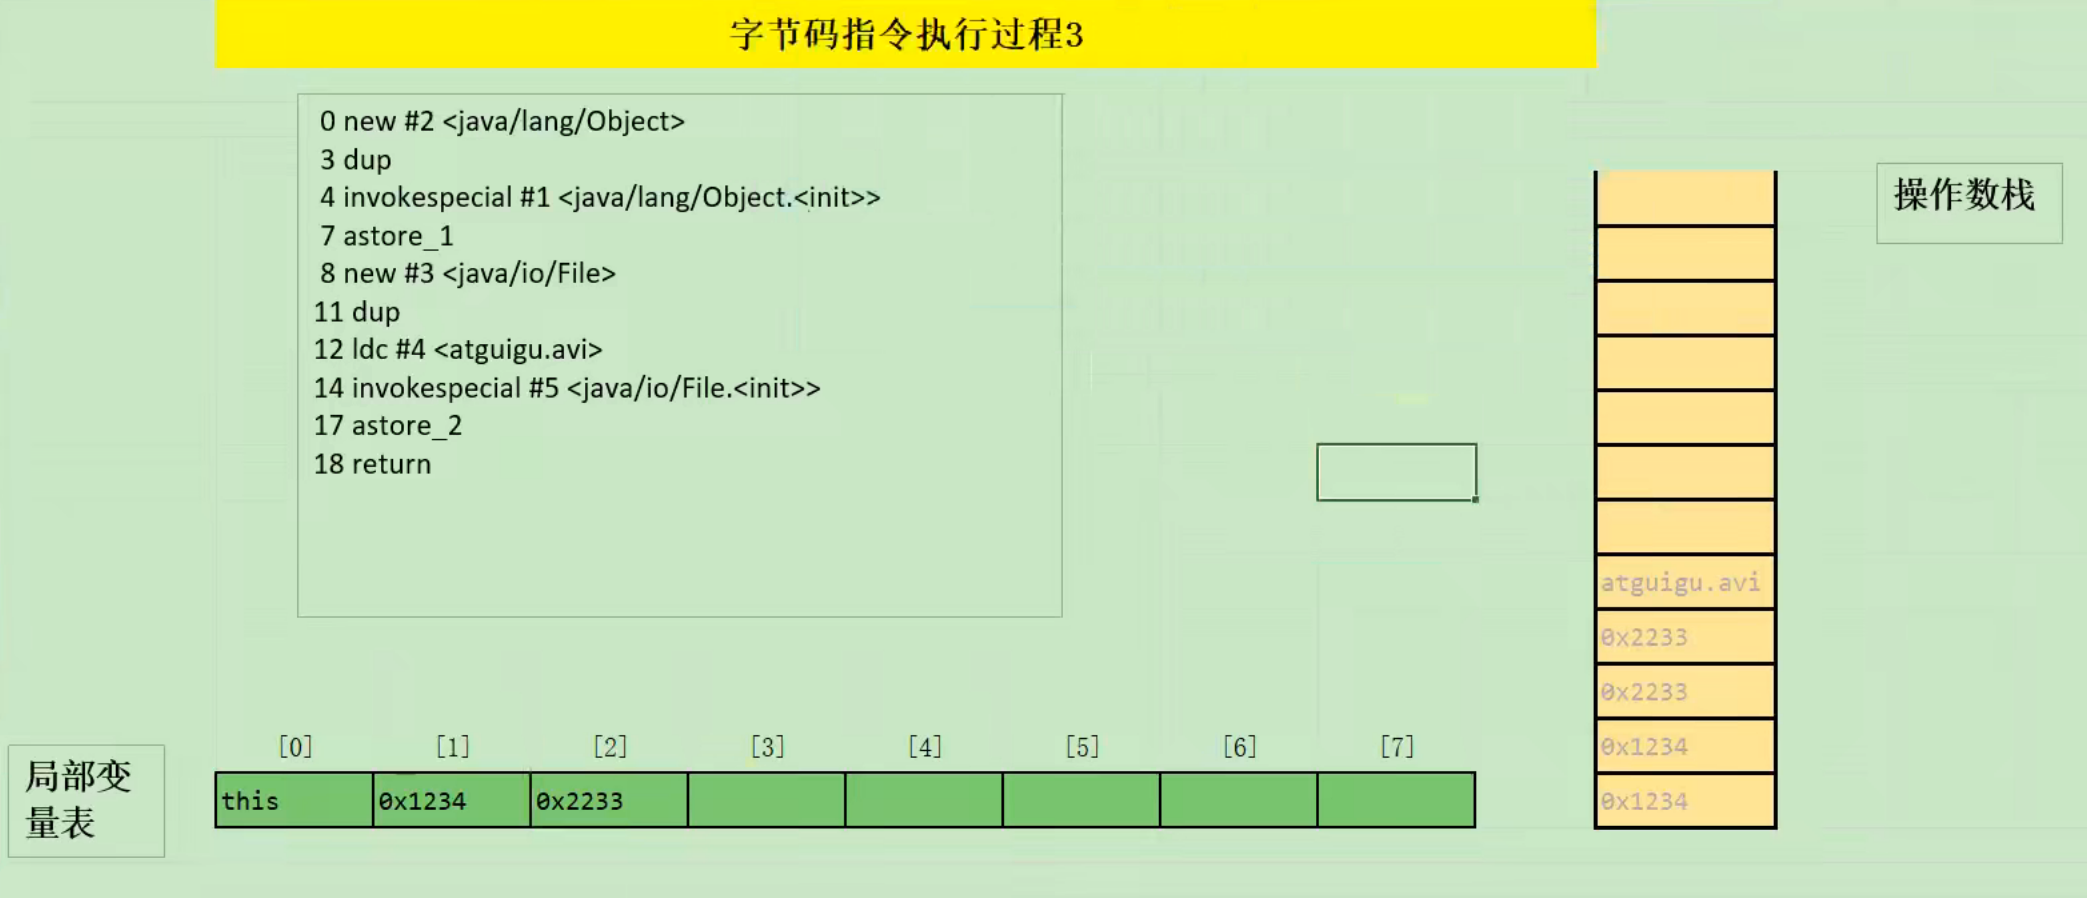 字节码指令执行过程3
0 new #2 <java/lang/Object>
3 dup
4 invokespecial #1 <java/lang/Object.<init>>
7 astore_1
8 new #3 <java/io/File>
11 dup
12 ldc #4 <atguigu.avi>
14 invokespecial #5 <java/io/File.<init>>
17 astore_2
18 return
操作数栈
atguigu.avi
0x2233
0x2233
0x1234
0x1234
[0] [1] [2] [3] [4] [5] [6] [7]
局部变
量表
this 0x1234 0x2233